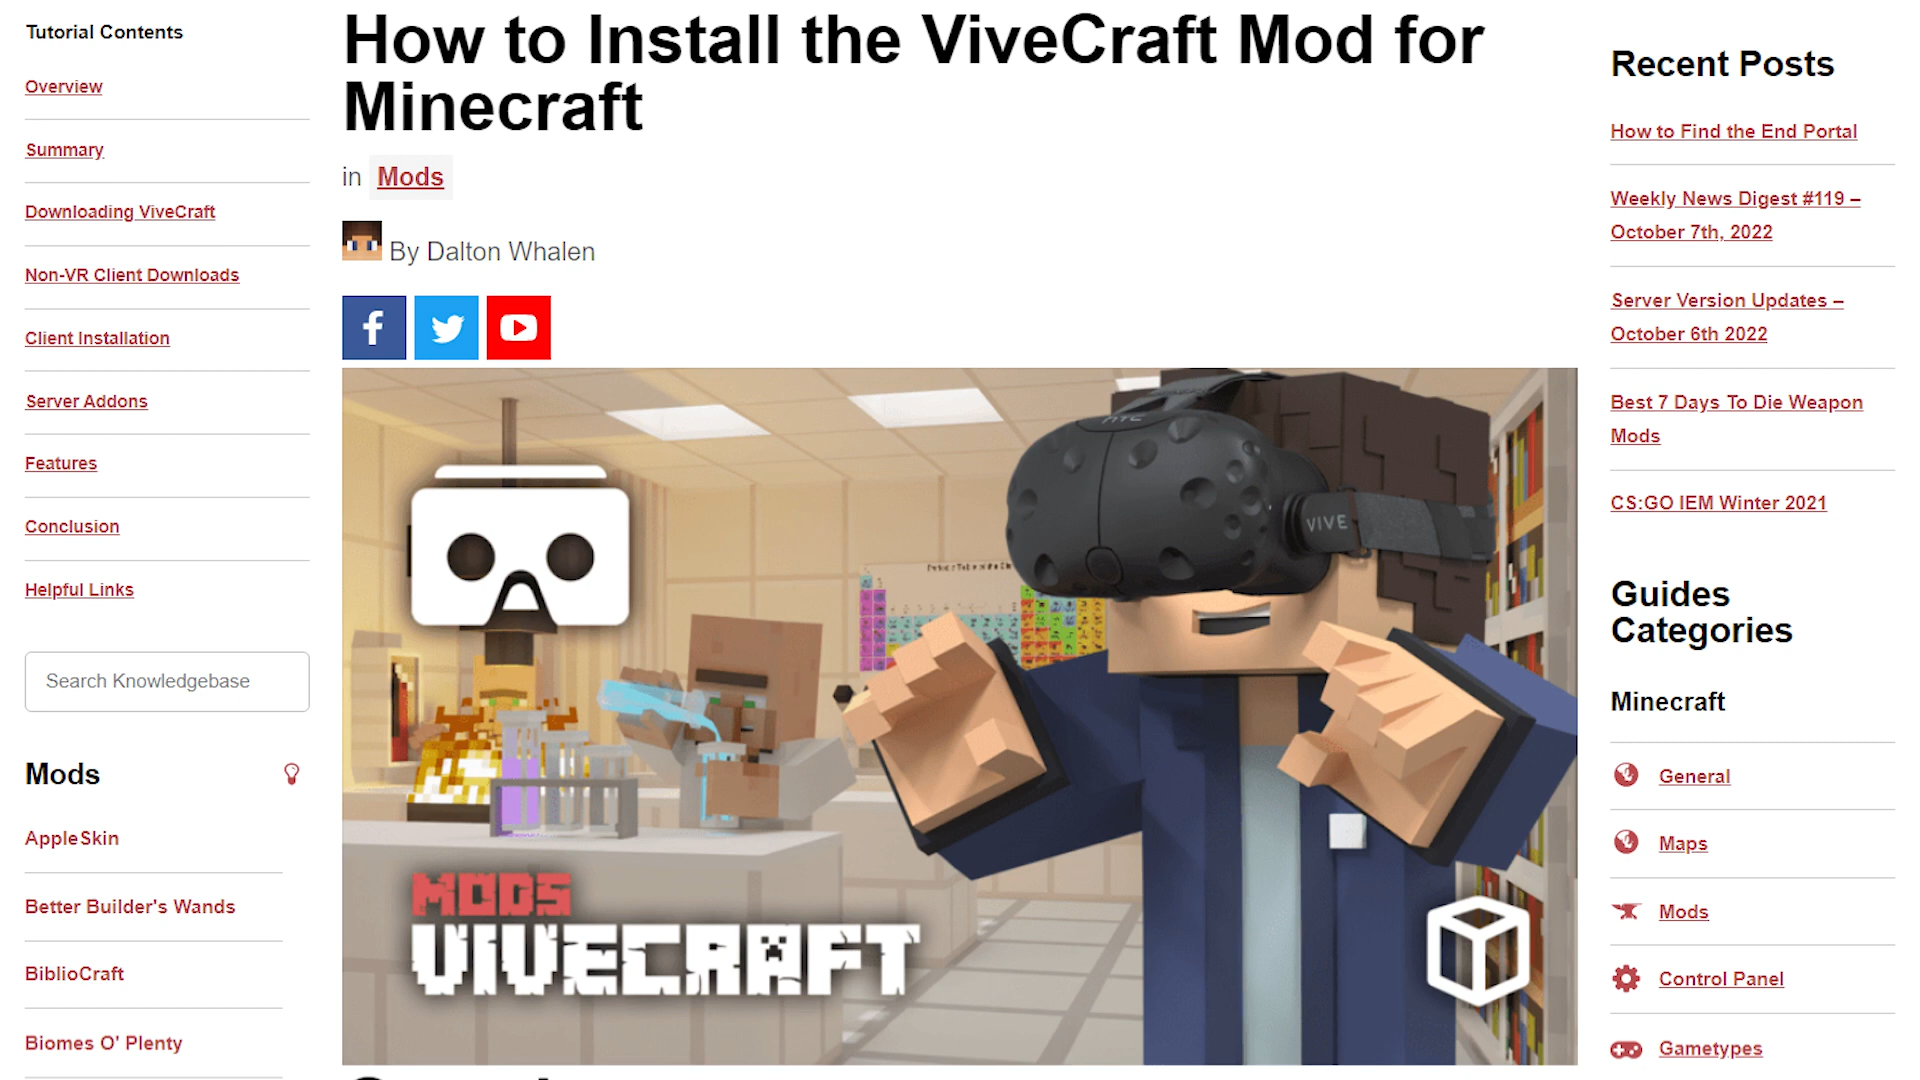 Tutorial Contents
Overview
Summary
Downloading ViveCraft
Non-VR Client Downloads
Client Installation
Server Addons
Features
Conclusion
Helpful Links
Search Knowledgebase
Mods
AppleSkin
Better Builder's Wands
BiblioCraft
Biomes O' Plenty
How to Install the ViveCraft Mod for
Minecraft
in Mods
By Dalton Whalen
HTC
VIVE
MODS
VIVECRAFT
Recent Posts
How to Find the End Portal
Weekly News Digest #119 –
October 7th, 2022
Server Version Updates –
October 6th 2022
Best 7 Days To Die Weapon
Mods
CS:GO IEM Winter 2021
Guides
Categories
Minecraft
General
Maps
Mods
Control Panel
Gametypes